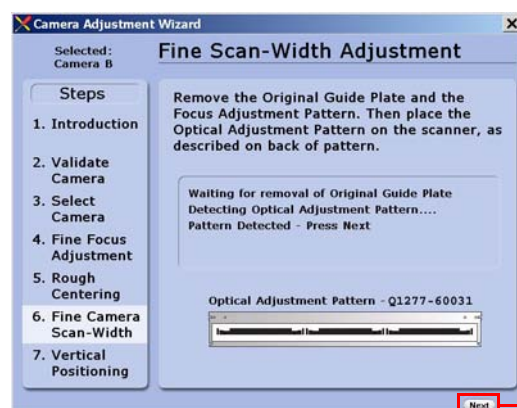 Camera Adjustment Wizard
Selected:
Camera B
Fine Scan-Width Adjustment
Steps
1. Introduction
2. Validate
Camera
3. Select
Camera
4. Fine Focus
Adjustment
5. Rough
Centering
6. Fine Camera
Scan-Width
7. Vertical
Positioning
Remove the Original Guide Plate and the
Focus Adjustment Pattern. Then place the
Optical Adjustment Pattern on the scanner, as
described on back of pattern.
Waiting for removal of Original Guide Plate
Detecting Optical Adjustment Pattern....
Pattern Detected - Press Next
Optical Adjustment Pattern - Q1277-60031
Next